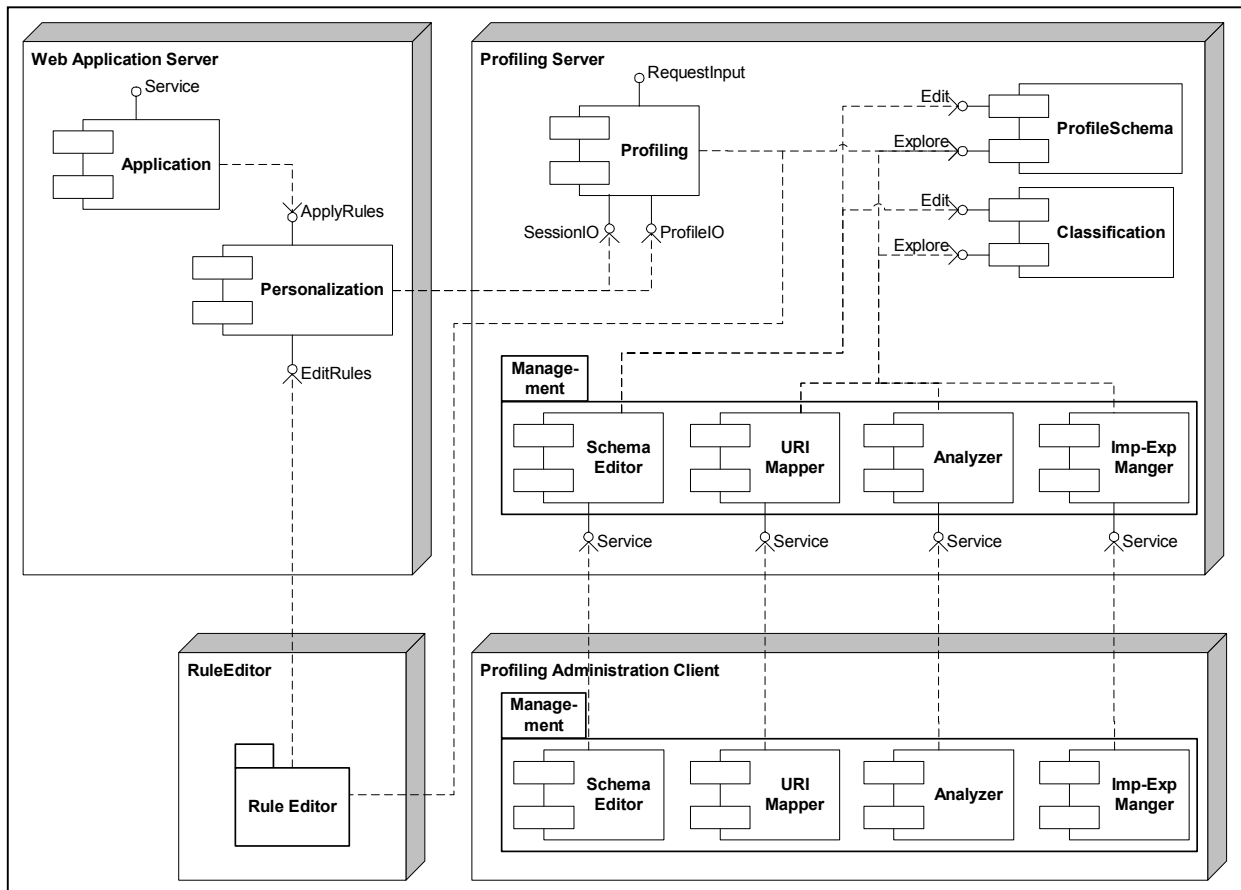 Web Application Server
Service
Application
ApplyRules
Personalization
EditRules
Profiling Server
RequestInput
Profiling
SessionIO
ProfileIO
Edit
Explore
ProfileSchema
Edit
Explore
Classification
Manage-
ment
Schema
Editor
URI
Mapper
Analyzer
Imp-Exp
Manger
Service
Service
Service
Service
RuleEditor
Rule Editor
Profiling Administration Client
Manage-
ment
Schema
Editor
URI
Mapper
Analyzer
Imp-Exp
Manger